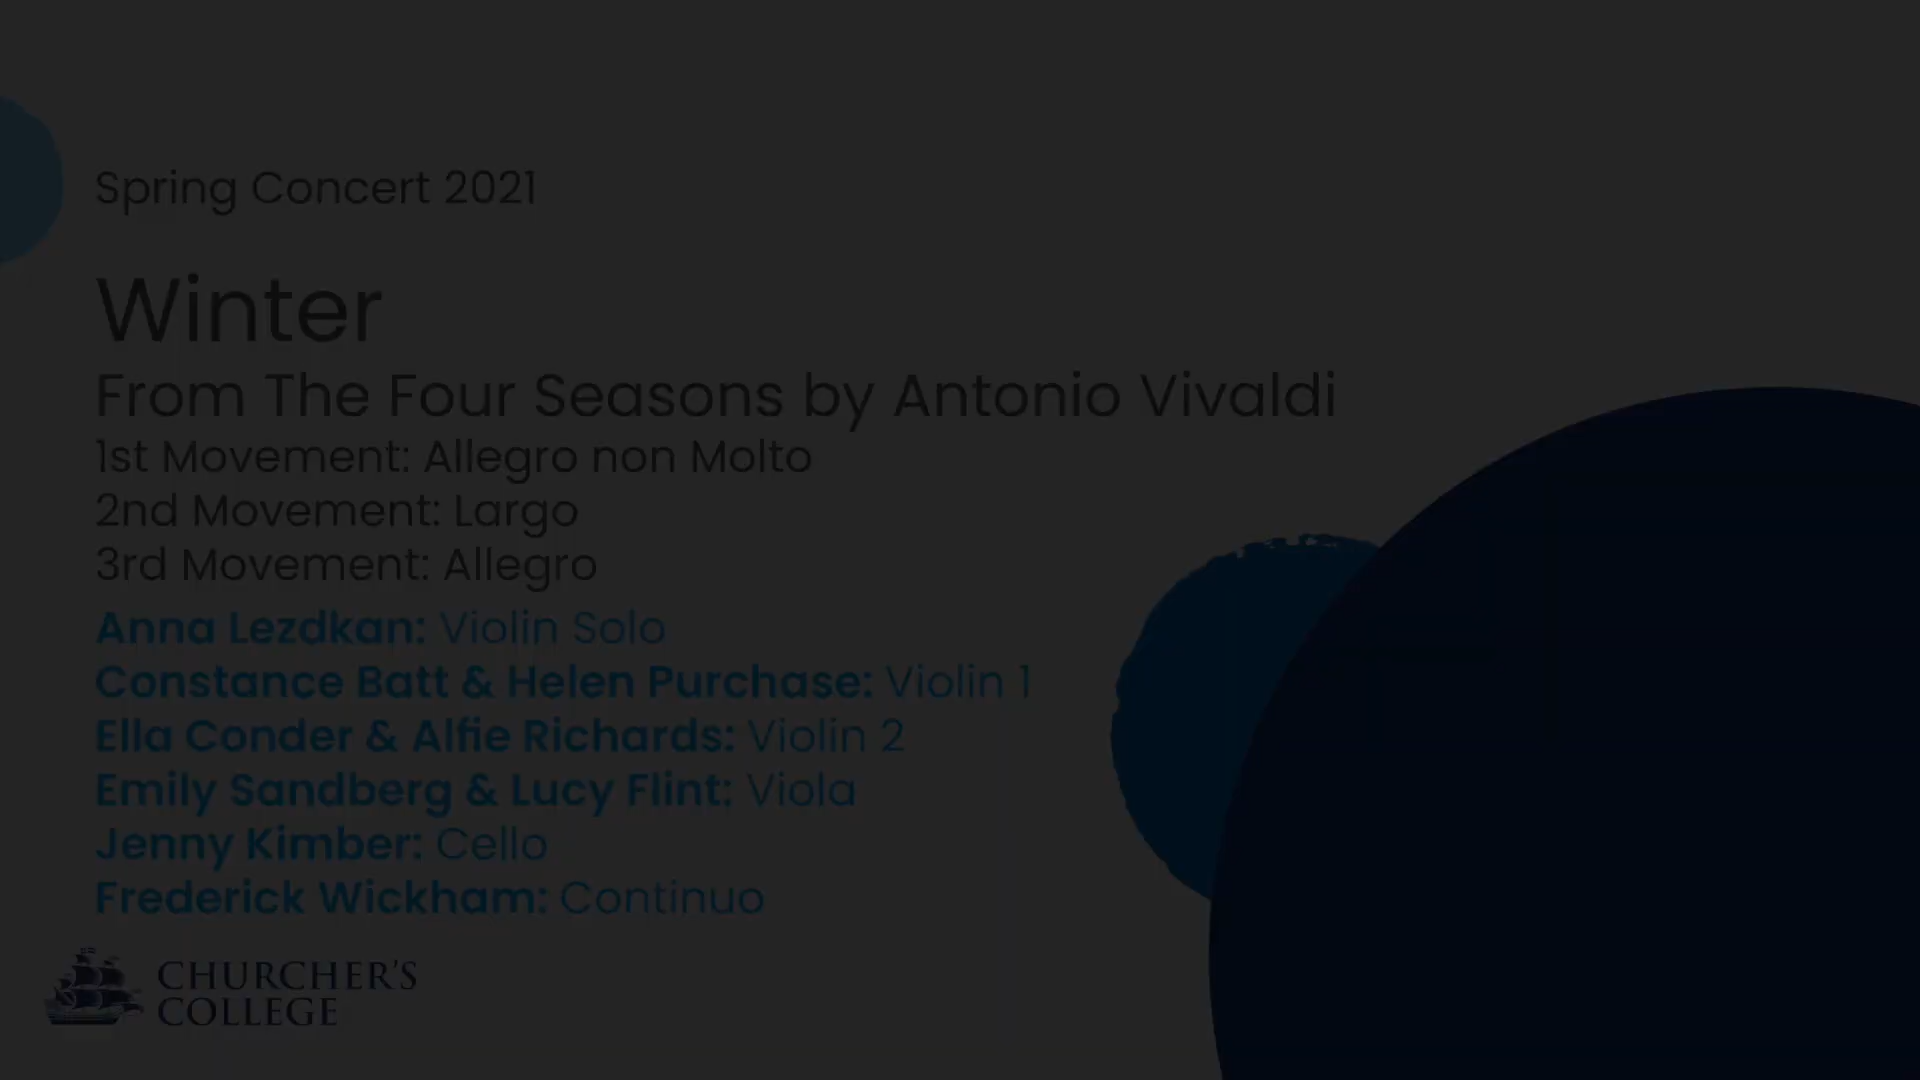 Spring Concert 2021
Winter
From The Four Seasons by Antonio Vivaldi
1st Movement: Allegro non Molto
2nd Movement: Largo
3rd Movement: Allegro
Anna Lezdkan: Violin Solo
Constance Batt & Helen Purchase: Violin 1
Ella Conder & Alfie Richards: Violin 2
Emily Sandberg & Lucy Flint: Viola
Jenny Kimber: Cello
Frederick Wickham: Continuo
CHURCHER'S
COLLEGE